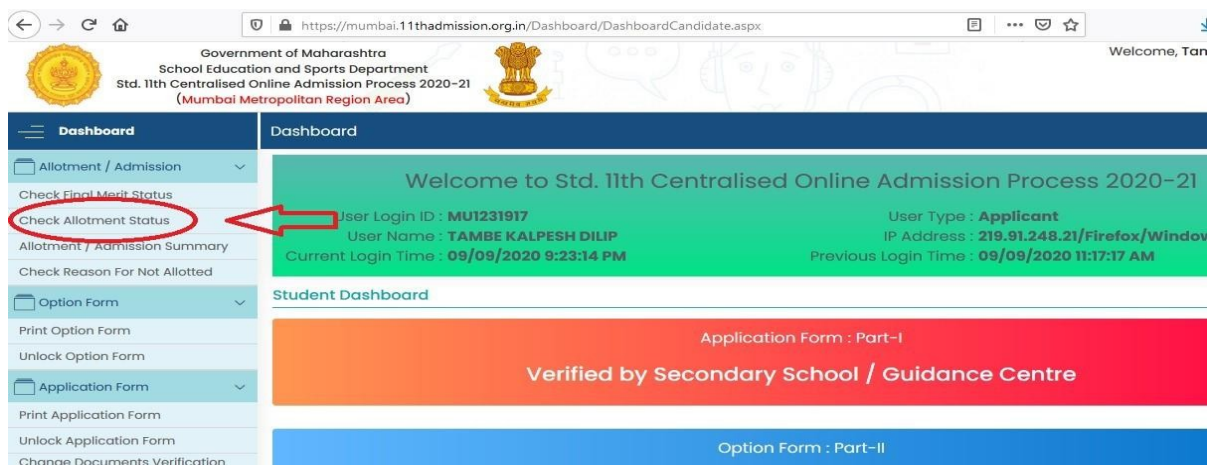 https://mumbai.11thadmission.org.in/Dashboard/DashboardCandidate.aspx
Government of Maharashtra
School Education and Sports Department
Std. 11th Centralised Online Admission Process 2020-21
(Mumbai Metropolitan Region Area)
Welcome, Tam
Dashboard
Allotment / Admission
Check Final Merit Status
Check Allotment Status
Allotment / Admission Summary
Check Reason For Not Allotted
Option Form
Print Option Form
Unlock Option Form
Application Form
Print Application Form
Unlock Application Form
Change Documents Verification
Dashboard
Welcome to Std. 11th Centralised Online Admission Process 2020-21
User Login ID : MU1231917 User Type : Applicant
User Name : TAMBE KALPESH DILIP IP Address : 219.91.248.21/Firefox/Window
Current Login Time : 09/09/2020 9:23:14 PM Previous Login Time : 09/09/2020 11:17:17 AM
Student Dashboard
Application Form : Part-I
Verified by Secondary School / Guidance Centre
Option Form : Part-II